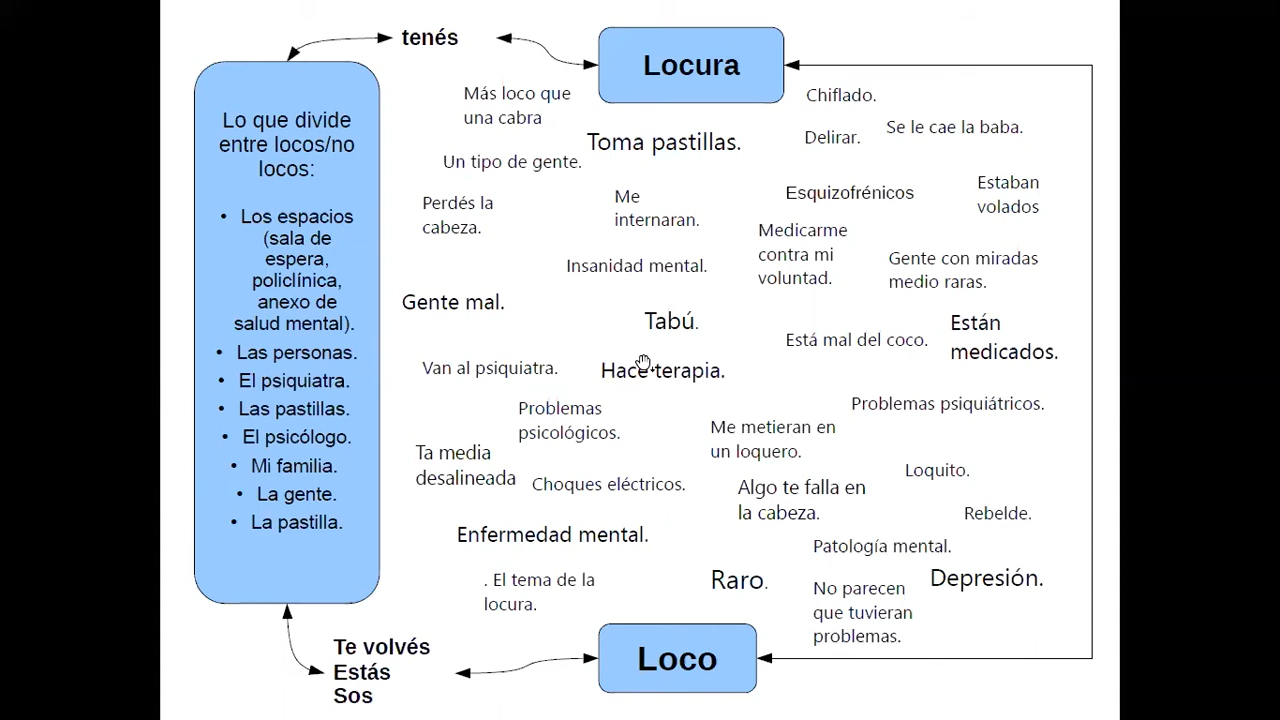 tenés
Locura
Lo que divide
entre locos/no
locos:
• Los espacios
(sala de
espera,
policlínica,
anexo de
salud mental).
• Las personas.
• El psiquiatra.
• Las pastillas.
• El psicólogo.
• Mi familia.
• La gente.
• La pastilla.
Más loco que
una cabra
Chiflado.
Toma pastillas.
Delirar.
Se le cae la baba.
Un tipo de gente.
Perdés la
cabeza.
Me
internaran.
Esquizofrénicos
Estaban
volados
Medicarme
contra mi
voluntad.
Insanidad mental.
Gente con miradas
medio raras.
Gente mal.
Tabú.
Está mal del coco.
Están
medicados.
Van al psiquiatra.
Hace terapia.
Problemas
psicológicos.
Problemas psiquiátricos.
Me metieran en
un loquero.
Ta media
desalineada
Choques eléctricos.
Loquito.
Algo te falla en
la cabeza.
Rebelde.
Enfermedad mental.
Patología mental.
. El tema de la
locura.
Raro.
No parecen
que tuvieran
problemas.
Depresión.
Te volvés
Estás
Sos
Loco